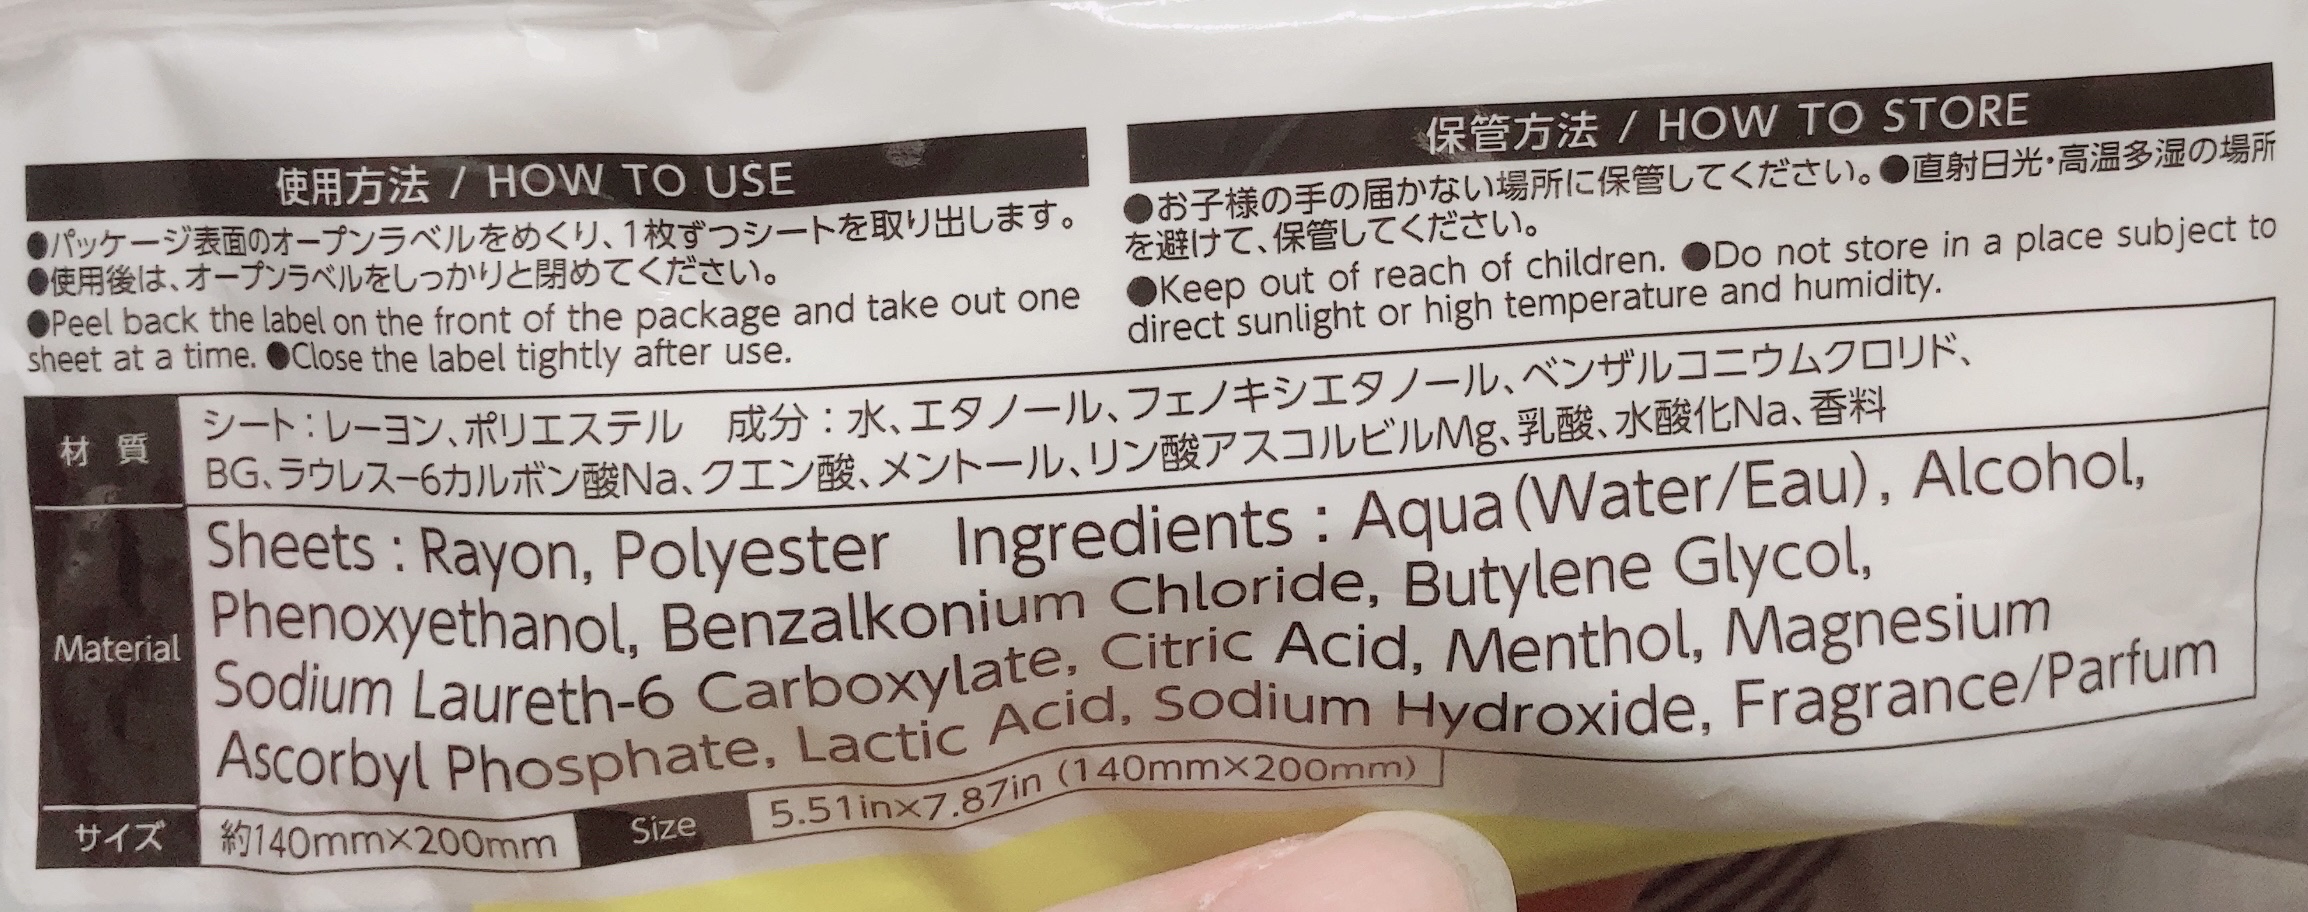 使用方法 / HOW TO USE
●パッケージ表面のオープンラベルをめくり、1枚ずつシートを取り出します。
●使用後は、オープンラベルをしっかりと閉めてください。
●Peel back the label on the front of the package and take out one
sheet at a time. ●Close the label tightly after use.
保管方法 / HOW TO STORE
●お子様の手の届かない場所に保管してください。●直射日光・高温多湿の場所
を避けて、保管してください。
●Keep out of reach of children. ●Do not store in a place subject to
direct sunlight or high temperature and humidity.
材質
シート：レーヨン、ポリエステル　成分：水、エタノール、フェノキシエタノール、ベンザルコニウムクロリド、
BG、ラウレス-6カルボン酸Na、クエン酸、メントール、リン酸アスコルビルMg、乳酸、水酸化Na、香料
Material
Sheets : Rayon, Polyester　Ingredients : Aqua (Water/Eau), Alcohol,
Phenoxyethanol, Benzalkonium Chloride, Butylene Glycol,
Sodium Laureth-6 Carboxylate, Citric Acid, Menthol, Magnesium
Ascorbyl Phosphate, Lactic Acid, Sodium Hydroxide, Fragrance/Parfum
サイズ 約140mm×200mm Size 5.51in×7.87in (140mm×200mm)